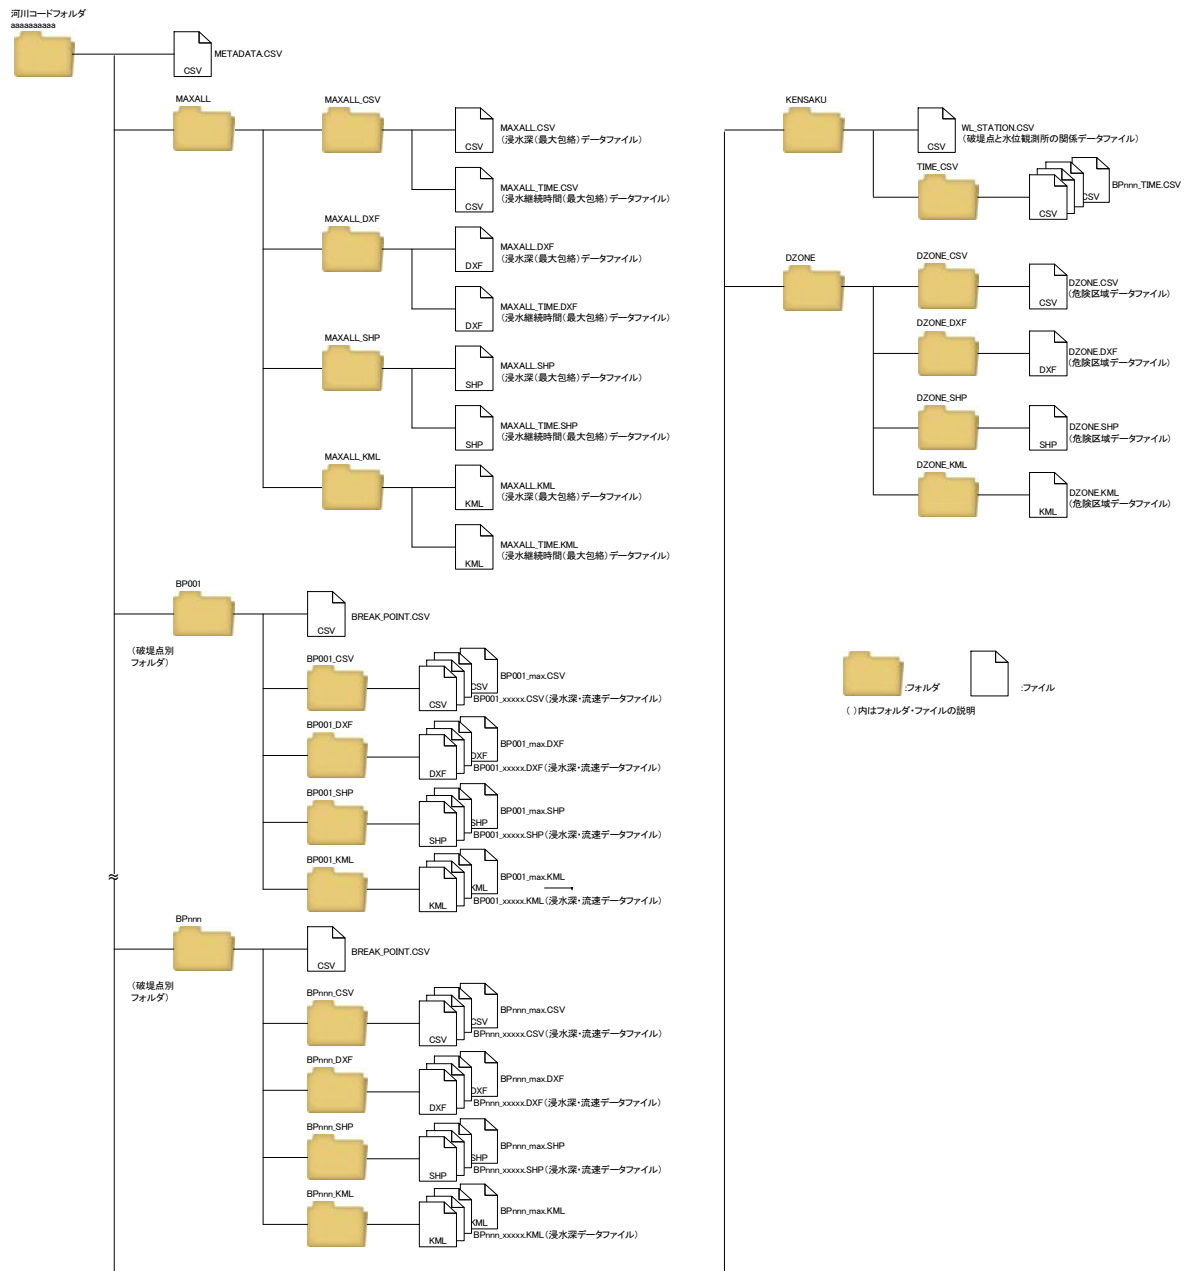 河川コードフォルダ
aaaaaaaaaa
CSV
METADATA.CSV
MAXALL
MAXALL_CSV
CSV
MAXALL.CSV
（浸水深（最大包絡）データファイル）
CSV
MAXALL_TIME.CSV
（浸水継続時間（最大包絡）データファイル）
MAXALL_DXF
DXF
MAXALL.DXF
（浸水深（最大包絡）データファイル）
DXF
MAXALL_TIME.DXF
（浸水継続時間（最大包絡）データファイル）
MAXALL_SHP
SHP
MAXALL.SHP
（浸水深（最大包絡）データファイル）
SHP
MAXALL_TIME.SHP
（浸水継続時間（最大包絡）データファイル）
MAXALL_KML
KML
MAXALL.KML
（浸水深（最大包絡）データファイル）
KML
MAXALL_TIME.KML
（浸水継続時間（最大包絡）データファイル）
BP001
（破堤点別
フォルダ）
CSV
BREAK_POINT.CSV
BP001_CSV
CSV
CSV
BP001_max.CSV
BP001_xxxxx.CSV（浸水深・流速データファイル）
BP001_DXF
DXF
DXF
BP001_max.DXF
BP001_xxxxx.DXF（浸水深・流速データファイル）
BP001_SHP
SHP
SHP
BP001_max.SHP
BP001_xxxxx.SHP（浸水深・流速データファイル）
BP001_KML
KML
KML
BP001_max.KML
BP001_xxxxx.KML（浸水深・流速データファイル）
BPnnn
（破堤点別
フォルダ）
CSV
BREAK_POINT.CSV
BPnnn_CSV
CSV
CSV
BPnnn_max.CSV
BPnnn_xxxxx.CSV（浸水深・流速データファイル）
BPnnn_DXF
DXF
DXF
BPnnn_max.DXF
BPnnn_xxxxx.DXF（浸水深・流速データファイル）
BPnnn_SHP
SHP
SHP
BPnnn_max.SHP
BPnnn_xxxxx.SHP（浸水深・流速データファイル）
BPnnn_KML
KML
KML
BPnnn_max.KML
BPnnn_xxxxx.KML（浸水深データファイル）
KENSAKU
CSV
WL_STATION.CSV
（破堤点と水位観測所の関係データファイル）
TIME_CSV
CSV
CSV
BPnnn_TIME.CSV
DZONE
DZONE_CSV
CSV
DZONE.CSV
（危険区域データファイル）
DZONE_DXF
DXF
DZONE.DXF
（危険区域データファイル）
DZONE_SHP
SHP
DZONE.SHP
（危険区域データファイル）
DZONE_KML
KML
DZONE.KML
（危険区域データファイル）
:フォルダ
:ファイル
（ ）内はフォルダ・ファイルの説明